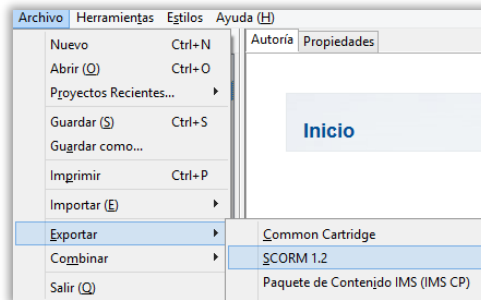 Archivo Herramientas Estilos Ayuda (H)
Nuevo Ctrl+N
Abrir (O) Ctrl+O
Proyectos Recientes...
Guardar (S) Ctrl+S
Guardar como...
Imprimir Ctrl+P
Importar (E)
Exportar
Combinar
Salir (Q)
Autoría Propiedades
Inicio
Common Cartridge
SCORM 1.2
Paquete de Contenido IMS (IMS CP)